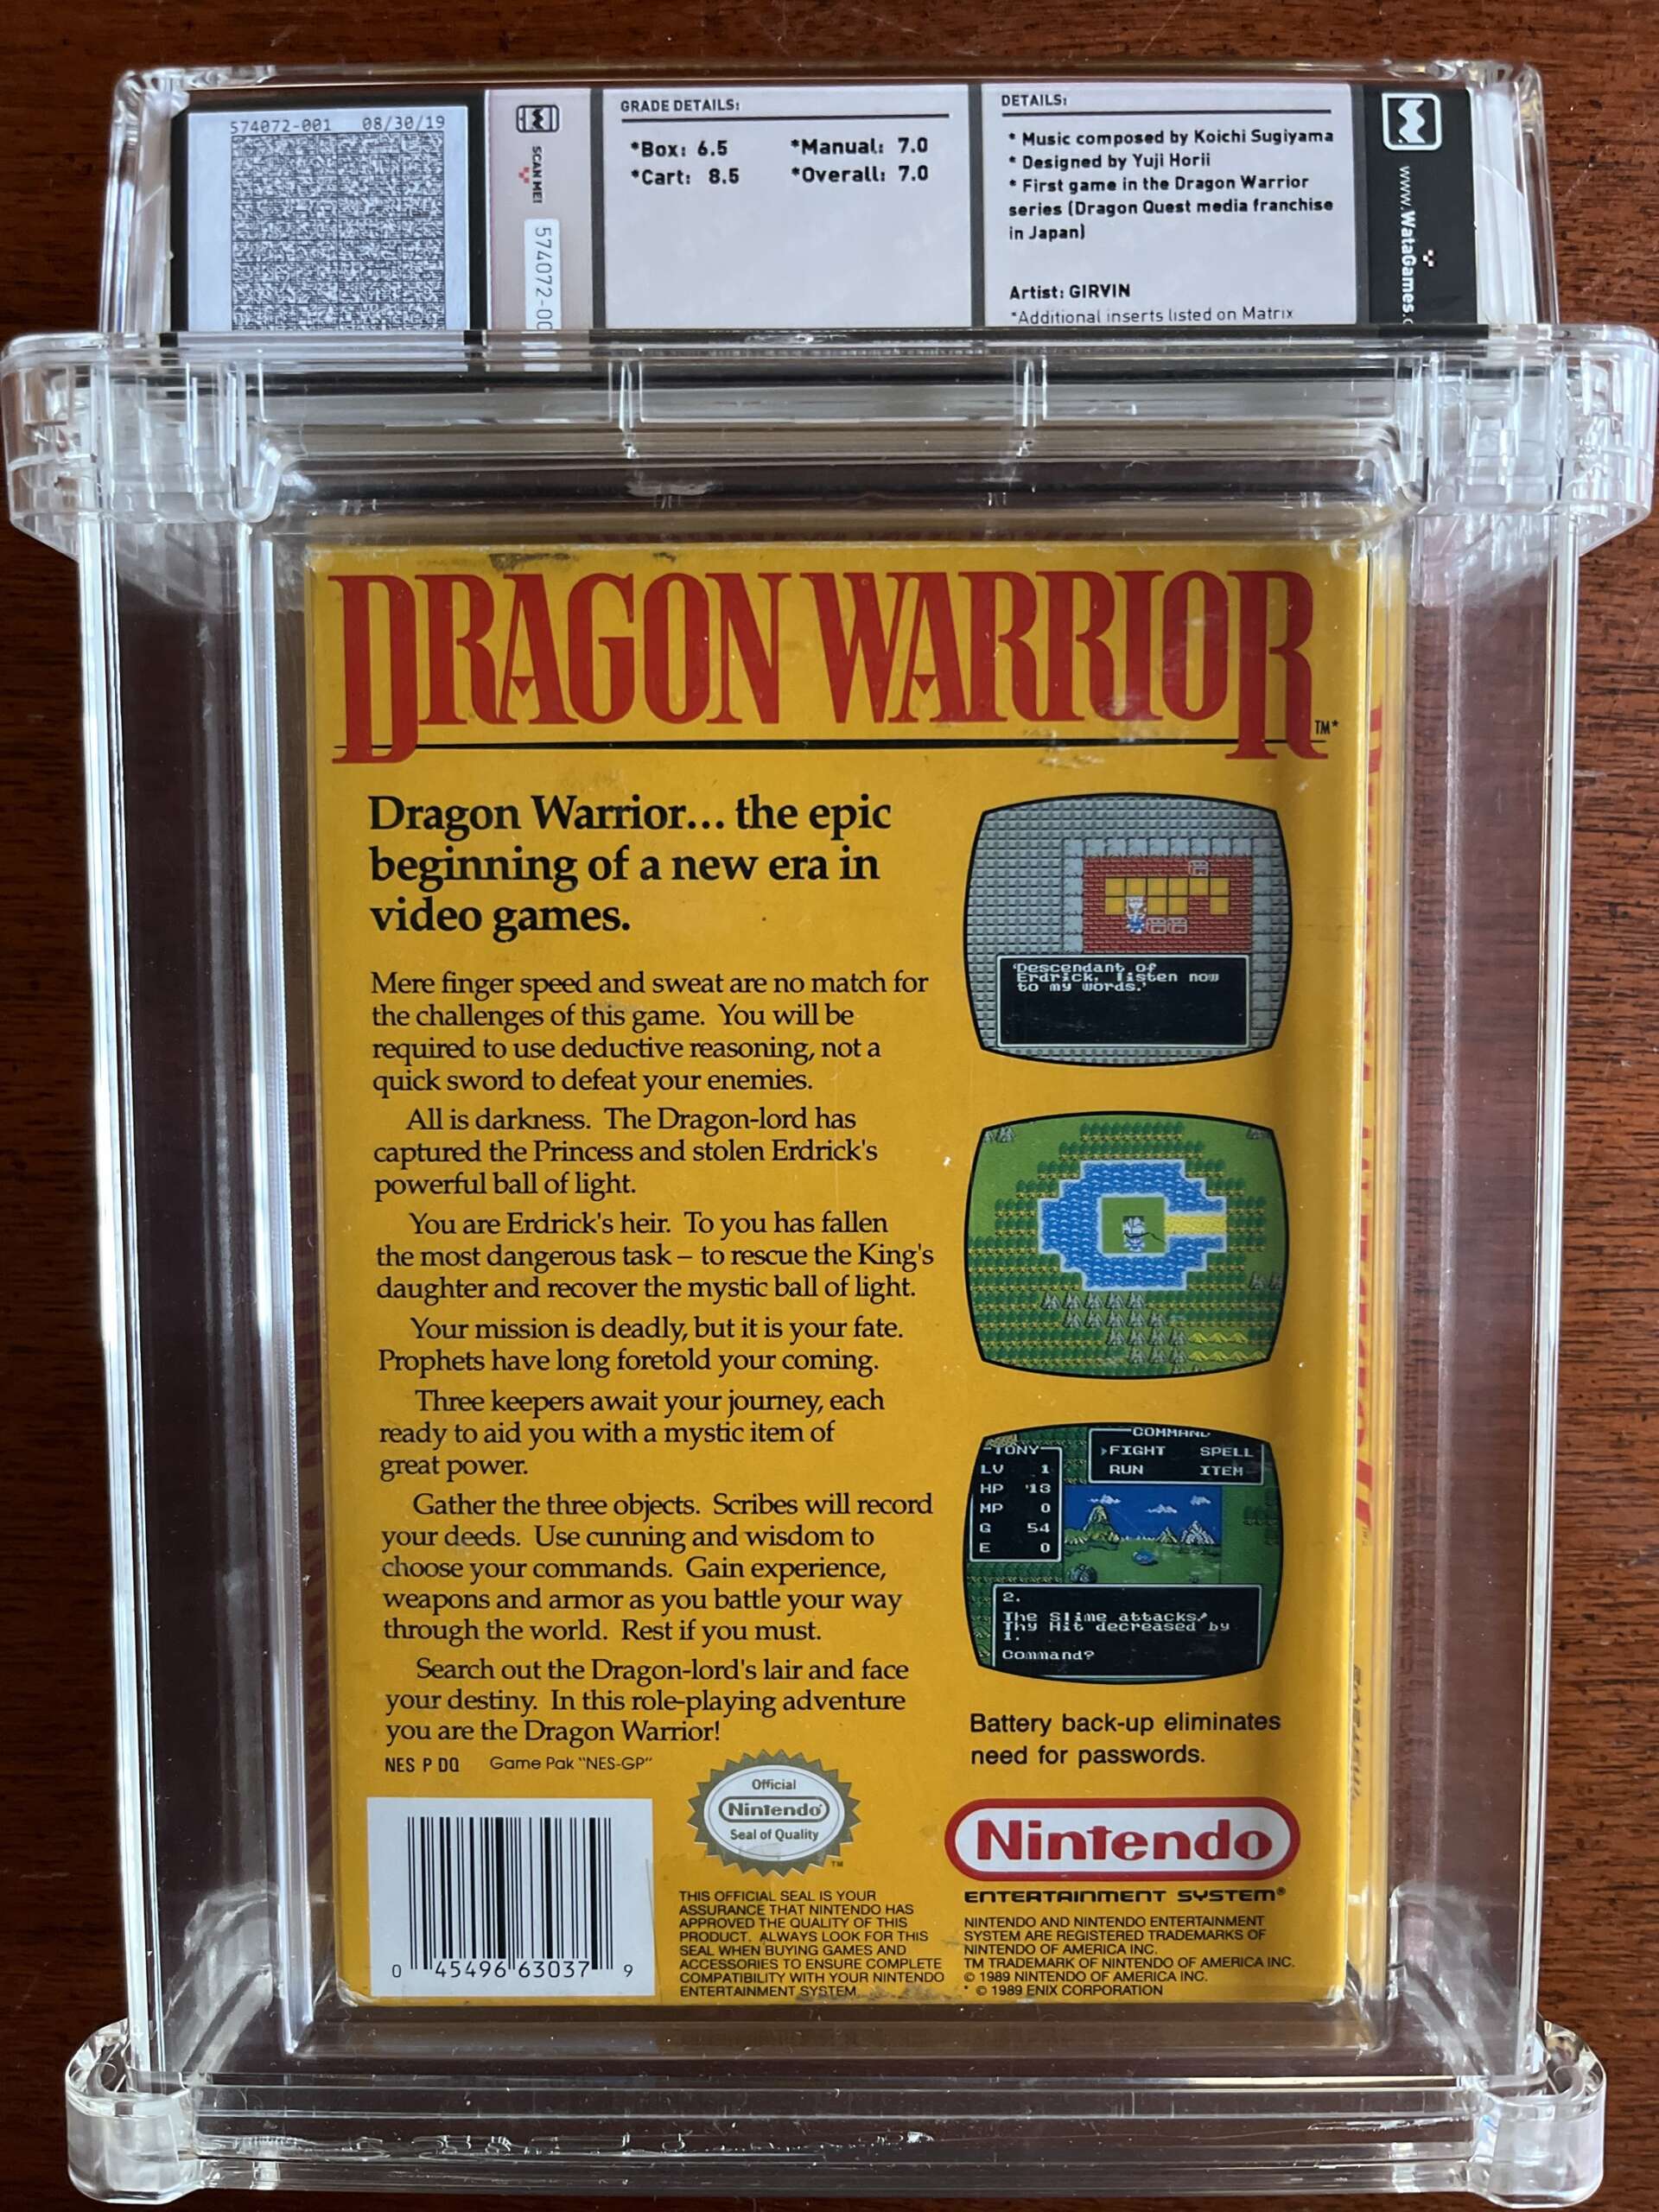 574072-001 08/30/19
SCAN ME!
574072-00
GRADE DETAILS:
*Box: 6.5 *Manual: 7.0
*Cart: 8.5 *Overall: 7.0
DETAILS:
* Music composed by Koichi Sugiyama
* Designed by Yuji Horii
* First game in the Dragon Warrior
series (Dragon Quest media franchise
in Japan)
Artist: GIRVIN
*Additional inserts listed on Matrix
www.WataGames.c
DRAGON WARRIOR
TM*
Dragon Warrior... the epic
beginning of a new era in
video games.
Mere finger speed and sweat are no match for
the challenges of this game. You will be
required to use deductive reasoning, not a
quick sword to defeat your enemies.
All is darkness. The Dragon-lord has
captured the Princess and stolen Erdrick's
powerful ball of light.
You are Erdrick's heir. To you has fallen
the most dangerous task – to rescue the King's
daughter and recover the mystic ball of light.
Your mission is deadly, but it is your fate.
Prophets have long foretold your coming.
Three keepers await your journey, each
ready to aid you with a mystic item of
great power.
Gather the three objects. Scribes will record
your deeds. Use cunning and wisdom to
choose your commands. Gain experience,
weapons and armor as you battle your way
through the world. Rest if you must.
Search out the Dragon-lord's lair and face
your destiny. In this role-playing adventure
you are the Dragon Warrior!
NES P DQ Game Pak "NES-GP"
'Descendant of
Erdrick, listen now
to my words.'
TONY
LV 1
HP 13
MP 0
G 54
E 0
COMMAND
FIGHT SPELL
RUN ITEM
2.
The Slime attacks!
Thy Hit decreased by
1.
Command?
Battery back-up eliminates
need for passwords.
0 45496 63037 9
Official
Nintendo
Seal of Quality
TM
THIS OFFICIAL SEAL IS YOUR
ASSURANCE THAT NINTENDO HAS
APPROVED THE QUALITY OF THIS
PRODUCT. ALWAYS LOOK FOR THIS
SEAL WHEN BUYING GAMES AND
ACCESSORIES TO ENSURE COMPLETE
COMPATIBILITY WITH YOUR NINTENDO
ENTERTAINMENT SYSTEM.
Nintendo
ENTERTAINMENT SYSTEM®
NINTENDO AND NINTENDO ENTERTAINMENT
SYSTEM ARE REGISTERED TRADEMARKS OF
NINTENDO OF AMERICA INC.
TM TRADEMARK OF NINTENDO OF AMERICA INC.
© 1989 NINTENDO OF AMERICA INC.
* © 1989 ENIX CORPORATION